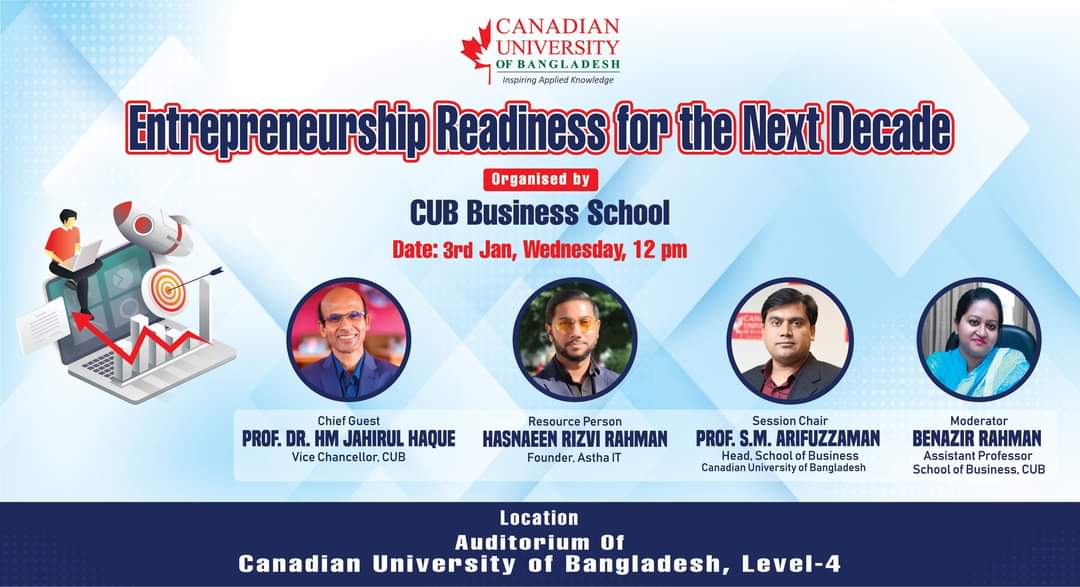 CANADIAN
UNIVERSITY
OF BANGLADESH
Inspiring Applied Knowledge
Entrepreneurship Readiness for the Next Decade
Organised by
CUB Business School
Date: 3rd Jan, Wednesday, 12 pm
Chief Guest
PROF. DR. HM JAHIRUL HAQUE
Vice Chancellor, CUB
Resource Person
HASNAEEN RIZVI RAHMAN
Founder, Astha IT
Session Chair
PROF. S.M. ARIFUZZAMAN
Head, School of Business
Canadian University of Bangladesh
Moderator
BENAZIR RAHMAN
Assistant Professor
School of Business, CUB
Location
Auditorium Of
Canadian University of Bangladesh, Level-4